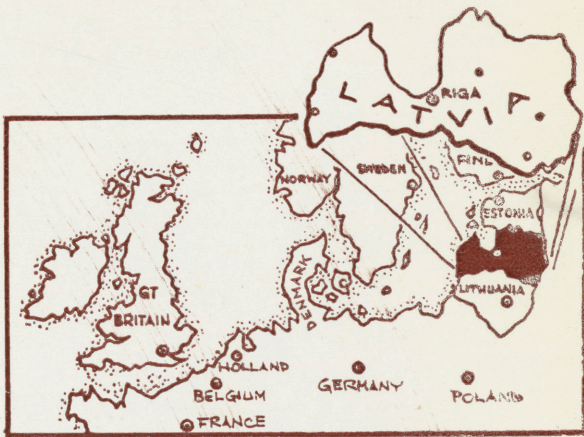 LATVIA
RIGA
NORWAY
SWEDEN
FINL
ESTONIA
LITHUANIA
DENMARK
GT
BRITAIN
HOLLAND
BELGIUM
GERMANY
POLAND
FRANCE